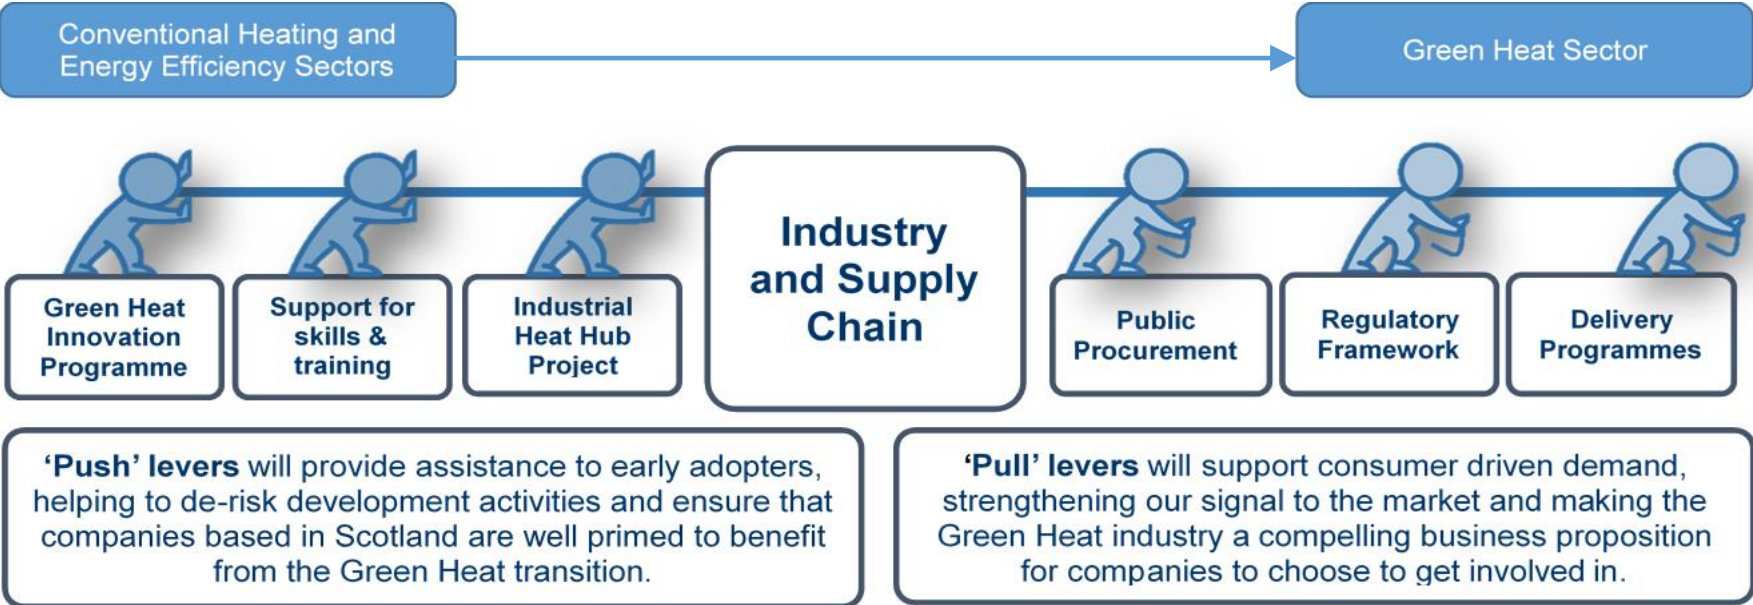 Conventional Heating and
Energy Efficiency Sectors
Green Heat Sector
Green Heat
Innovation
Programme
Support for
skills &
training
Industrial
Heat Hub
Project
Industry
and Supply
Chain
Public
Procurement
Regulatory
Framework
Delivery
Programmes
‘Push’ levers will provide assistance to early adopters,
helping to de-risk development activities and ensure that
companies based in Scotland are well primed to benefit
from the Green Heat transition.
‘Pull’ levers will support consumer driven demand,
strengthening our signal to the market and making the
Green Heat industry a compelling business proposition
for companies to choose to get involved in.